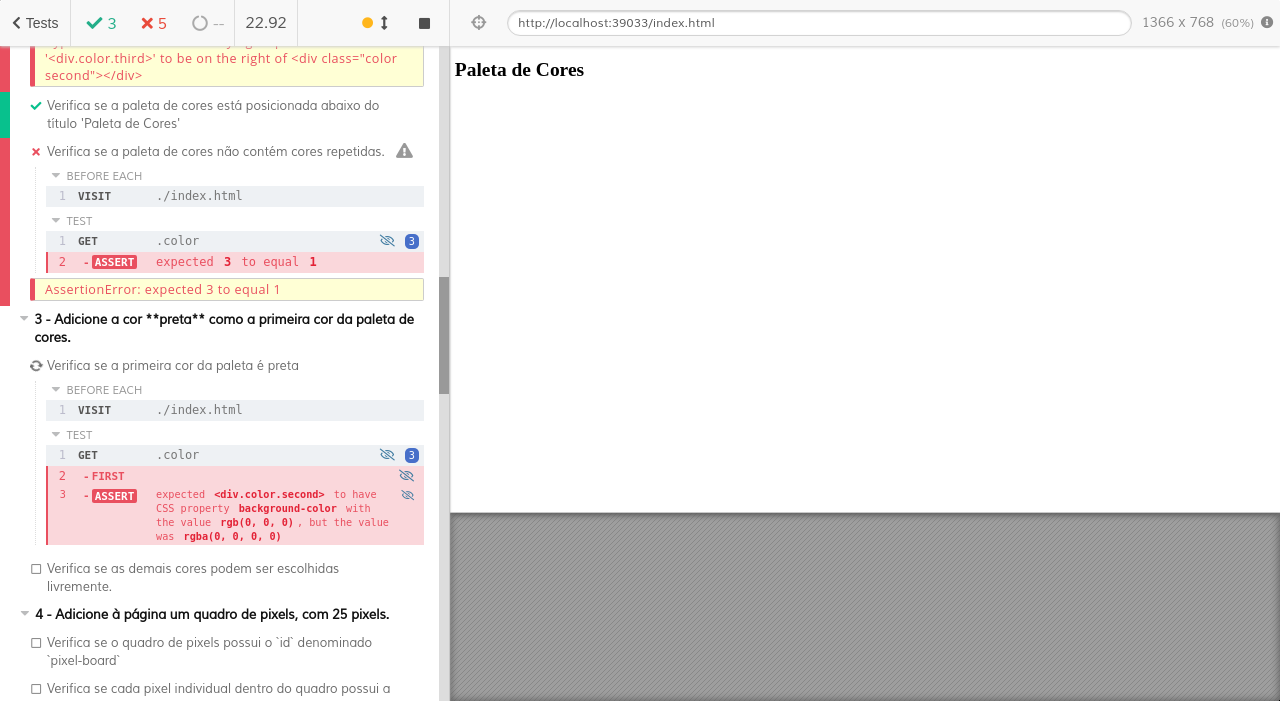 Tests
3
5
--
22.92
http://localhost:39033/index.html
1366 x 768 (60%)
'<div.color.third>' to be on the right of <div class="color
second"></div>
Verifica se a paleta de cores está posicionada abaixo do
título 'Paleta de Cores'
Verifica se a paleta de cores não contém cores repetidas.
BEFORE EACH
1 VISIT ./index.html
TEST
1 GET .color 3
2 -ASSERT expected 3 to equal 1
AssertionError: expected 3 to equal 1
3 - Adicione a cor **preta** como a primeira cor da paleta de
cores.
Verifica se a primeira cor da paleta é preta
BEFORE EACH
1 VISIT ./index.html
TEST
1 GET .color 3
2 -FIRST
3 -ASSERT expected <div.color.second> to have
CSS property background-color with
the value rgb(0, 0, 0), but the value
was rgba(0, 0, 0, 0)
Verifica se as demais cores podem ser escolhidas
livremente.
4 - Adicione à página um quadro de pixels, com 25 pixels.
Verifica se o quadro de pixels possui o `id` denominado
`pixel-board`
Verifica se cada pixel individual dentro do quadro possui a
Paleta de Cores